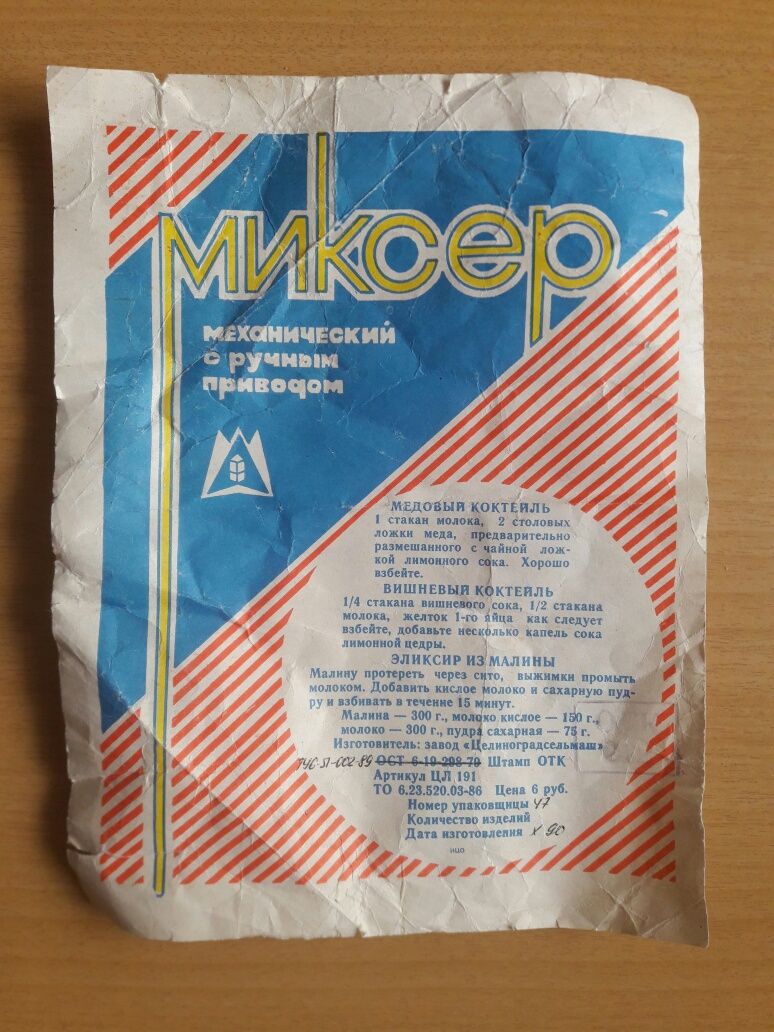 миксер
механический
с ручным
приводом
МЕДОВЫЙ КОКТЕЙЛЬ
1 стакан молока, 2 столовых
ложки меда, предварительно
размешанного с чайной лож-
кой лимонного сока. Хорошо
взбейте.
ВИШНЕВЫЙ КОКТЕЙЛЬ
1/4 стакана вишневого сока, 1/2 стакана
молока, желток 1-го яйца как следует
взбейте, добавьте несколько капель сока
лимонной цедры.
ЭЛИКСИР ИЗ МАЛИНЫ
Малину протереть через сито, выжимки промыть
молоком. Добавить кислое молоко и сахарную пуд-
ру и взбивать в течение 15 минут.
Малина — 300 г., молоко кислое — 150 г.,
молоко — 300 г., пудра сахарная — 75 г.
Изготовитель: завод «Целиноградсельмаш»
ОСТ 6-19-298-79 Штамп ОТК
Артикул ЦЛ 191
ТО 6.23.520.03-86 Цена 6 руб.
Номер упаковщицы 47
Количество изделий
Дата изготовления X 90
ИЦО